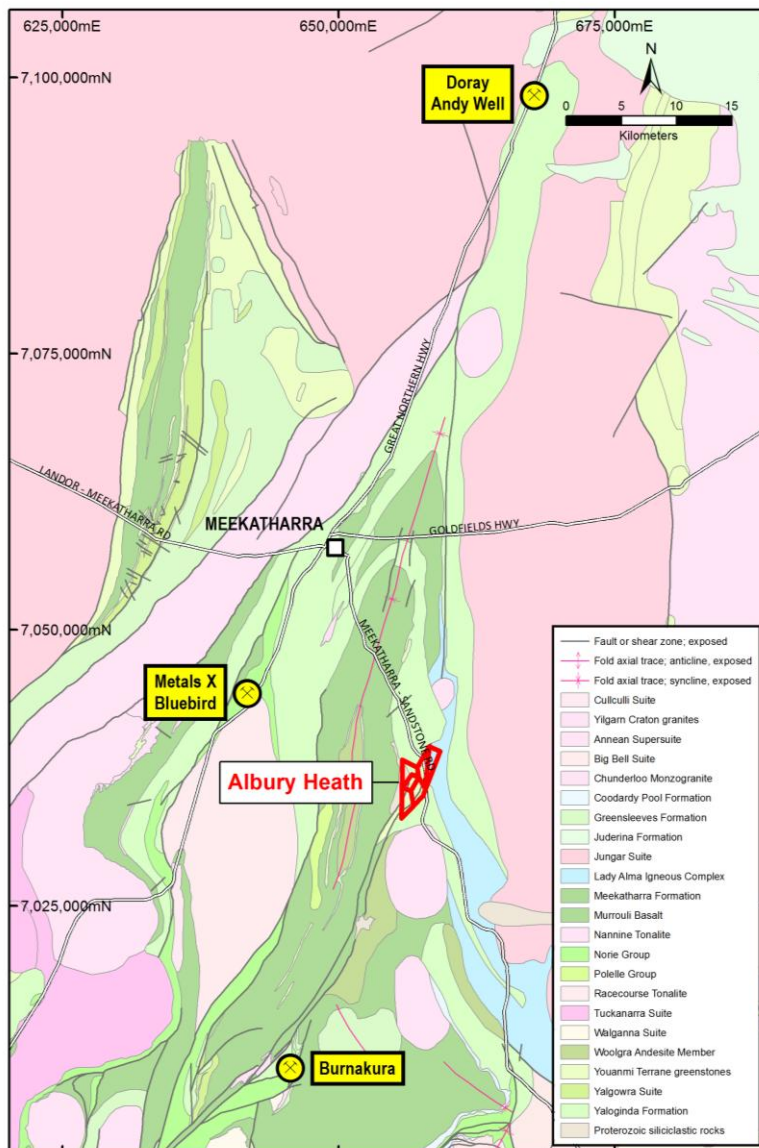 625,000mE
650,000mE
675,000mE
7,100,000mN
7,075,000mN
7,050,000mN
7,025,000mN
N
0 5 10 15
Kilometers
Doray
Andy Well
GREAT NORTHERN HWY
LANDOR - MEEKATHARRA RD
MEEKATHARRA
GOLDFIELDS HWY
MEEKATHARRA - SANDSTONE RD
Metals X
Bluebird
Albury Heath
Burnakura
Fault or shear zone; exposed
Fold axial trace; anticline, exposed
Fold axial trace; syncline, exposed
Cullculli Suite
Yilgarn Craton granites
Annean Supersuite
Big Bell Suite
Chunderloo Monzogranite
Coodardy Pool Formation
Greensleeves Formation
Juderina Formation
Jungar Suite
Lady Alma Igneous Complex
Meekatharra Formation
Murrouli Basalt
Nannine Tonalite
Norie Group
Polelle Group
Racecourse Tonalite
Tuckanarra Suite
Walganna Suite
Woolgra Andesite Member
Youanmi Terrane greenstones
Yalgowra Suite
Yaloginda Formation
Proterozoic siliciclastic rocks